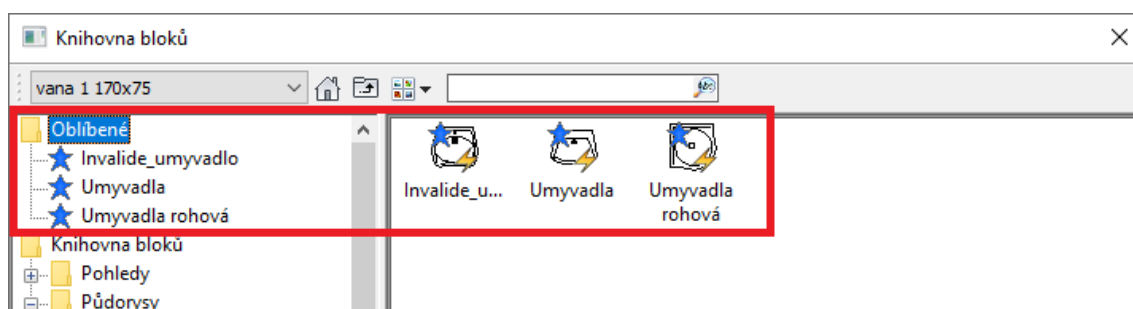 Knihovna bloků
vana 1 170x75
Oblíbené
Invalide_umyvadlo
Umyvadla
Umyvadla rohová
Knihovna bloků
Pohledy
Půdorysy
Invalide_u...
Umyvadla
Umyvadla
rohová